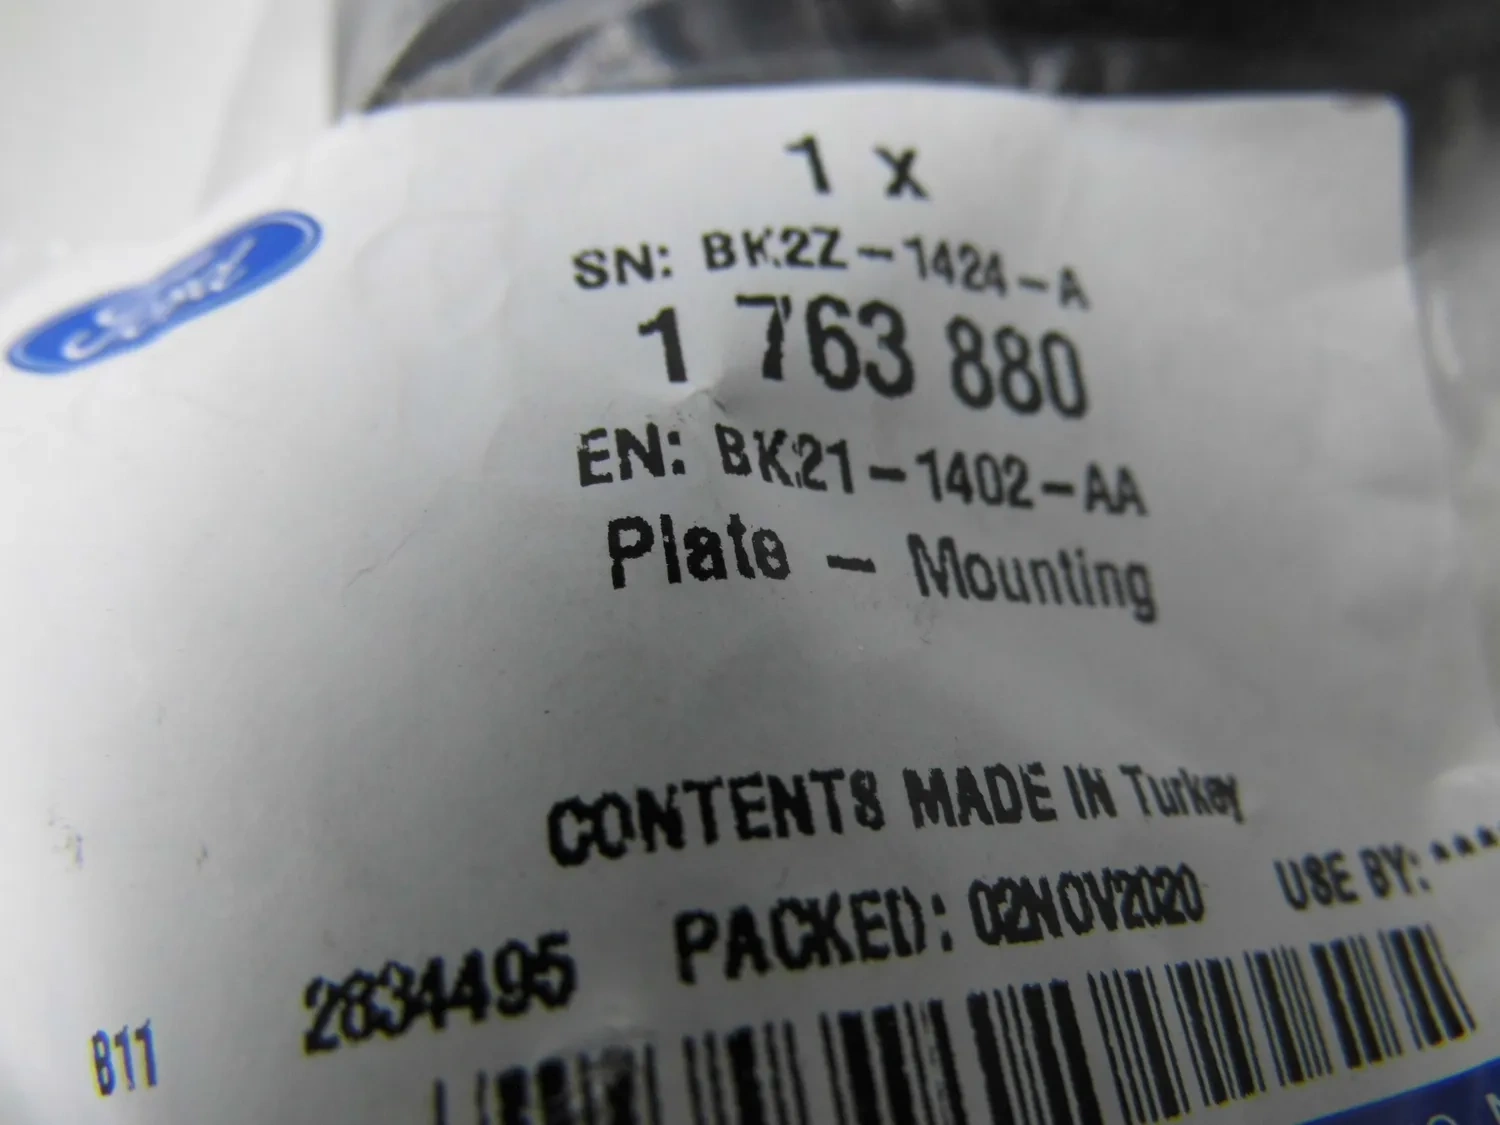 1 x
Ford
SN: BK2Z-1424-A
1 763 880
EN: BK21-1402-AA
Plate - Mounting
CONTENTS MADE IN Turkey
2834495 PACKED: 02NOV2020 USE BY: ***
B11